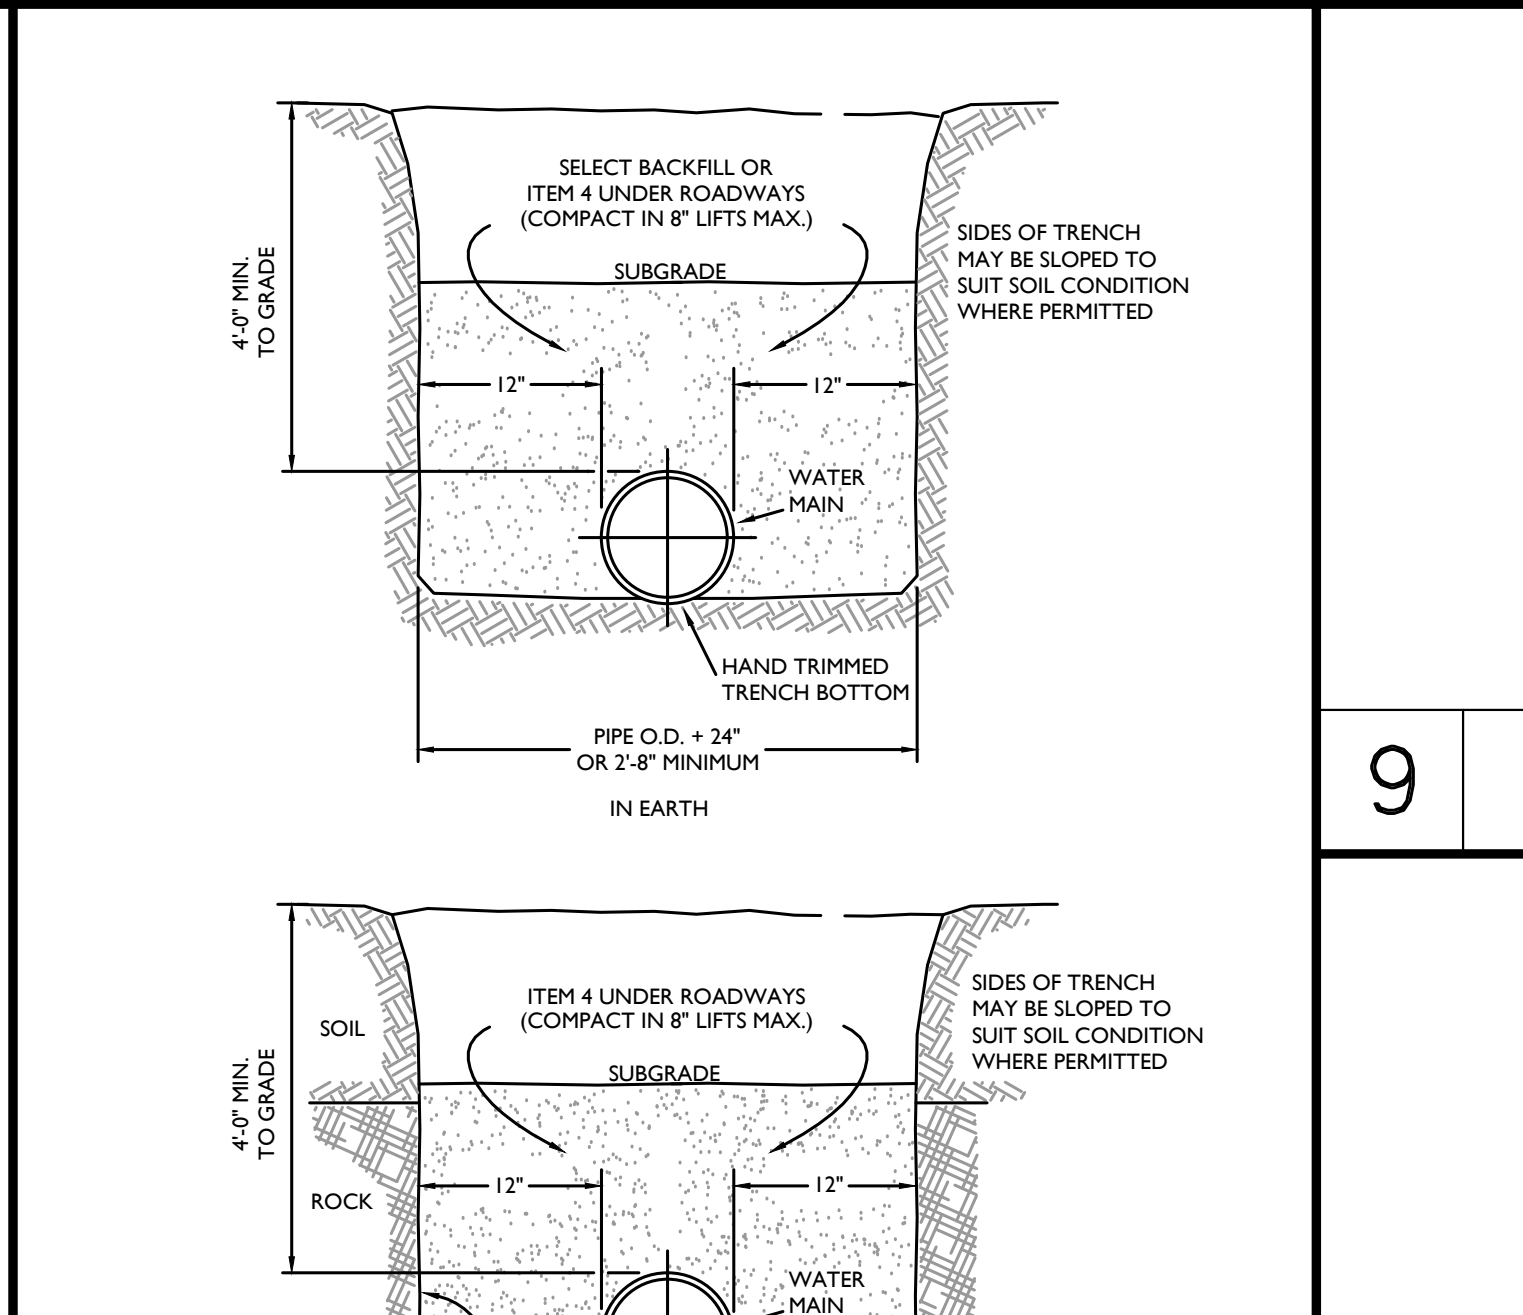 SELECT BACKFILL OR
ITEM 4 UNDER ROADWAYS
(COMPACT IN 8" LIFTS MAX.)
SUBGRADE
4'-0" MIN.
TO GRADE
SIDES OF TRENCH
MAY BE SLOPED TO
SUIT SOIL CONDITION
WHERE PERMITTED
12"
12"
WATER
MAIN
HAND TRIMMED
TRENCH BOTTOM
PIPE O.D. + 24"
OR 2'-8" MINIMUM
IN EARTH
9
ITEM 4 UNDER ROADWAYS
(COMPACT IN 8" LIFTS MAX.)
SUBGRADE
SOIL
4'-0" MIN.
TO GRADE
ROCK
SIDES OF TRENCH
MAY BE SLOPED TO
SUIT SOIL CONDITION
WHERE PERMITTED
12"
12"
WATER
MAIN